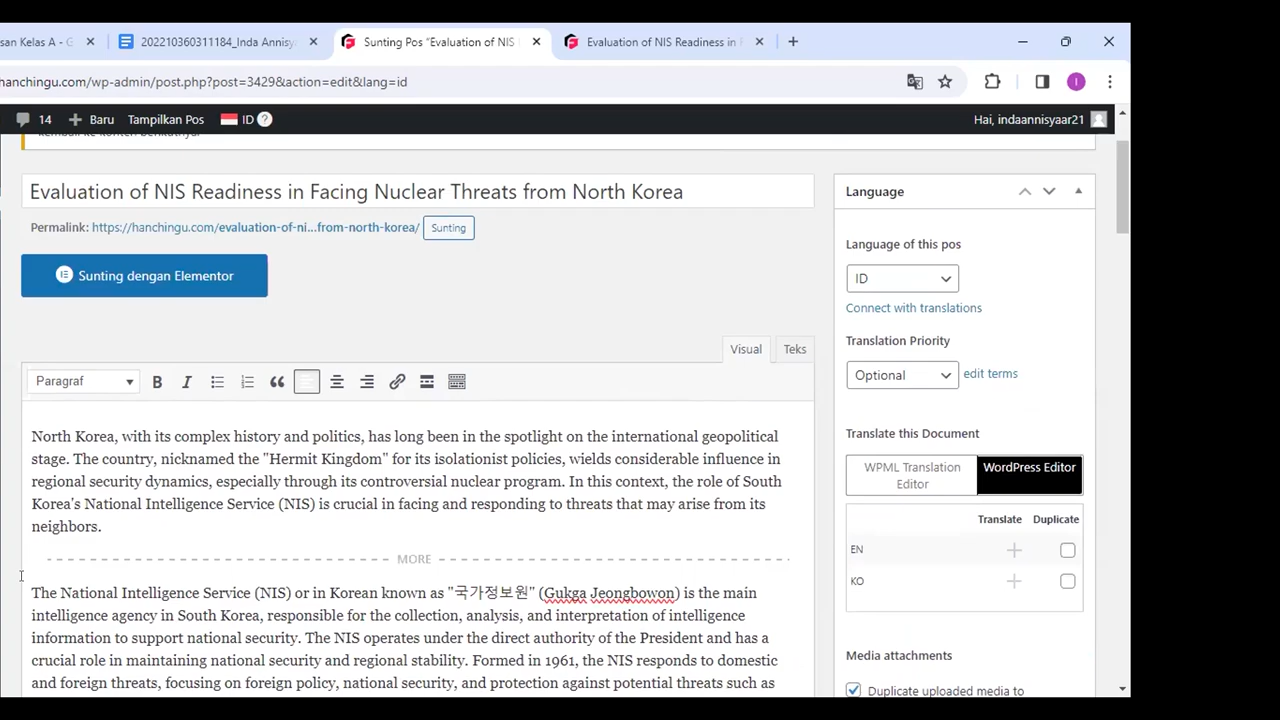 san Kelas A - G
202210360311184_Inda Annisya
Sunting Pos "Evaluation of NIS
Evaluation of NIS Readiness in F
hanchingu.com/wp-admin/post.php?post=3429&action=edit&lang=id
14
Baru
Tampilkan Pos
ID
Hai, indaannisyaar21
Evaluation of NIS Readiness in Facing Nuclear Threats from North Korea
Permalink: https://hanchingu.com/evaluation-of-ni...from-north-korea/ Sunting
Sunting dengan Elementor
Visual Teks
Paragraf
North Korea, with its complex history and politics, has long been in the spotlight on the international geopolitical
stage. The country, nicknamed the "Hermit Kingdom" for its isolationist policies, wields considerable influence in
regional security dynamics, especially through its controversial nuclear program. In this context, the role of South
Korea's National Intelligence Service (NIS) is crucial in facing and responding to threats that may arise from its
neighbors.
MORE
The National Intelligence Service (NIS) or in Korean known as "국가정보원" (Gukga Jeongbowon) is the main
intelligence agency in South Korea, responsible for the collection, analysis, and interpretation of intelligence
information to support national security. The NIS operates under the direct authority of the President and has a
crucial role in maintaining national security and regional stability. Formed in 1961, the NIS responds to domestic
and foreign threats, focusing on foreign policy, national security, and protection against potential threats such as
Language
Language of this pos
ID
Connect with translations
Translation Priority
Optional
edit terms
Translate this Document
WPML Translation
Editor
WordPress Editor
Translate Duplicate
EN
KO
Media attachments
Duplicate uploaded media to